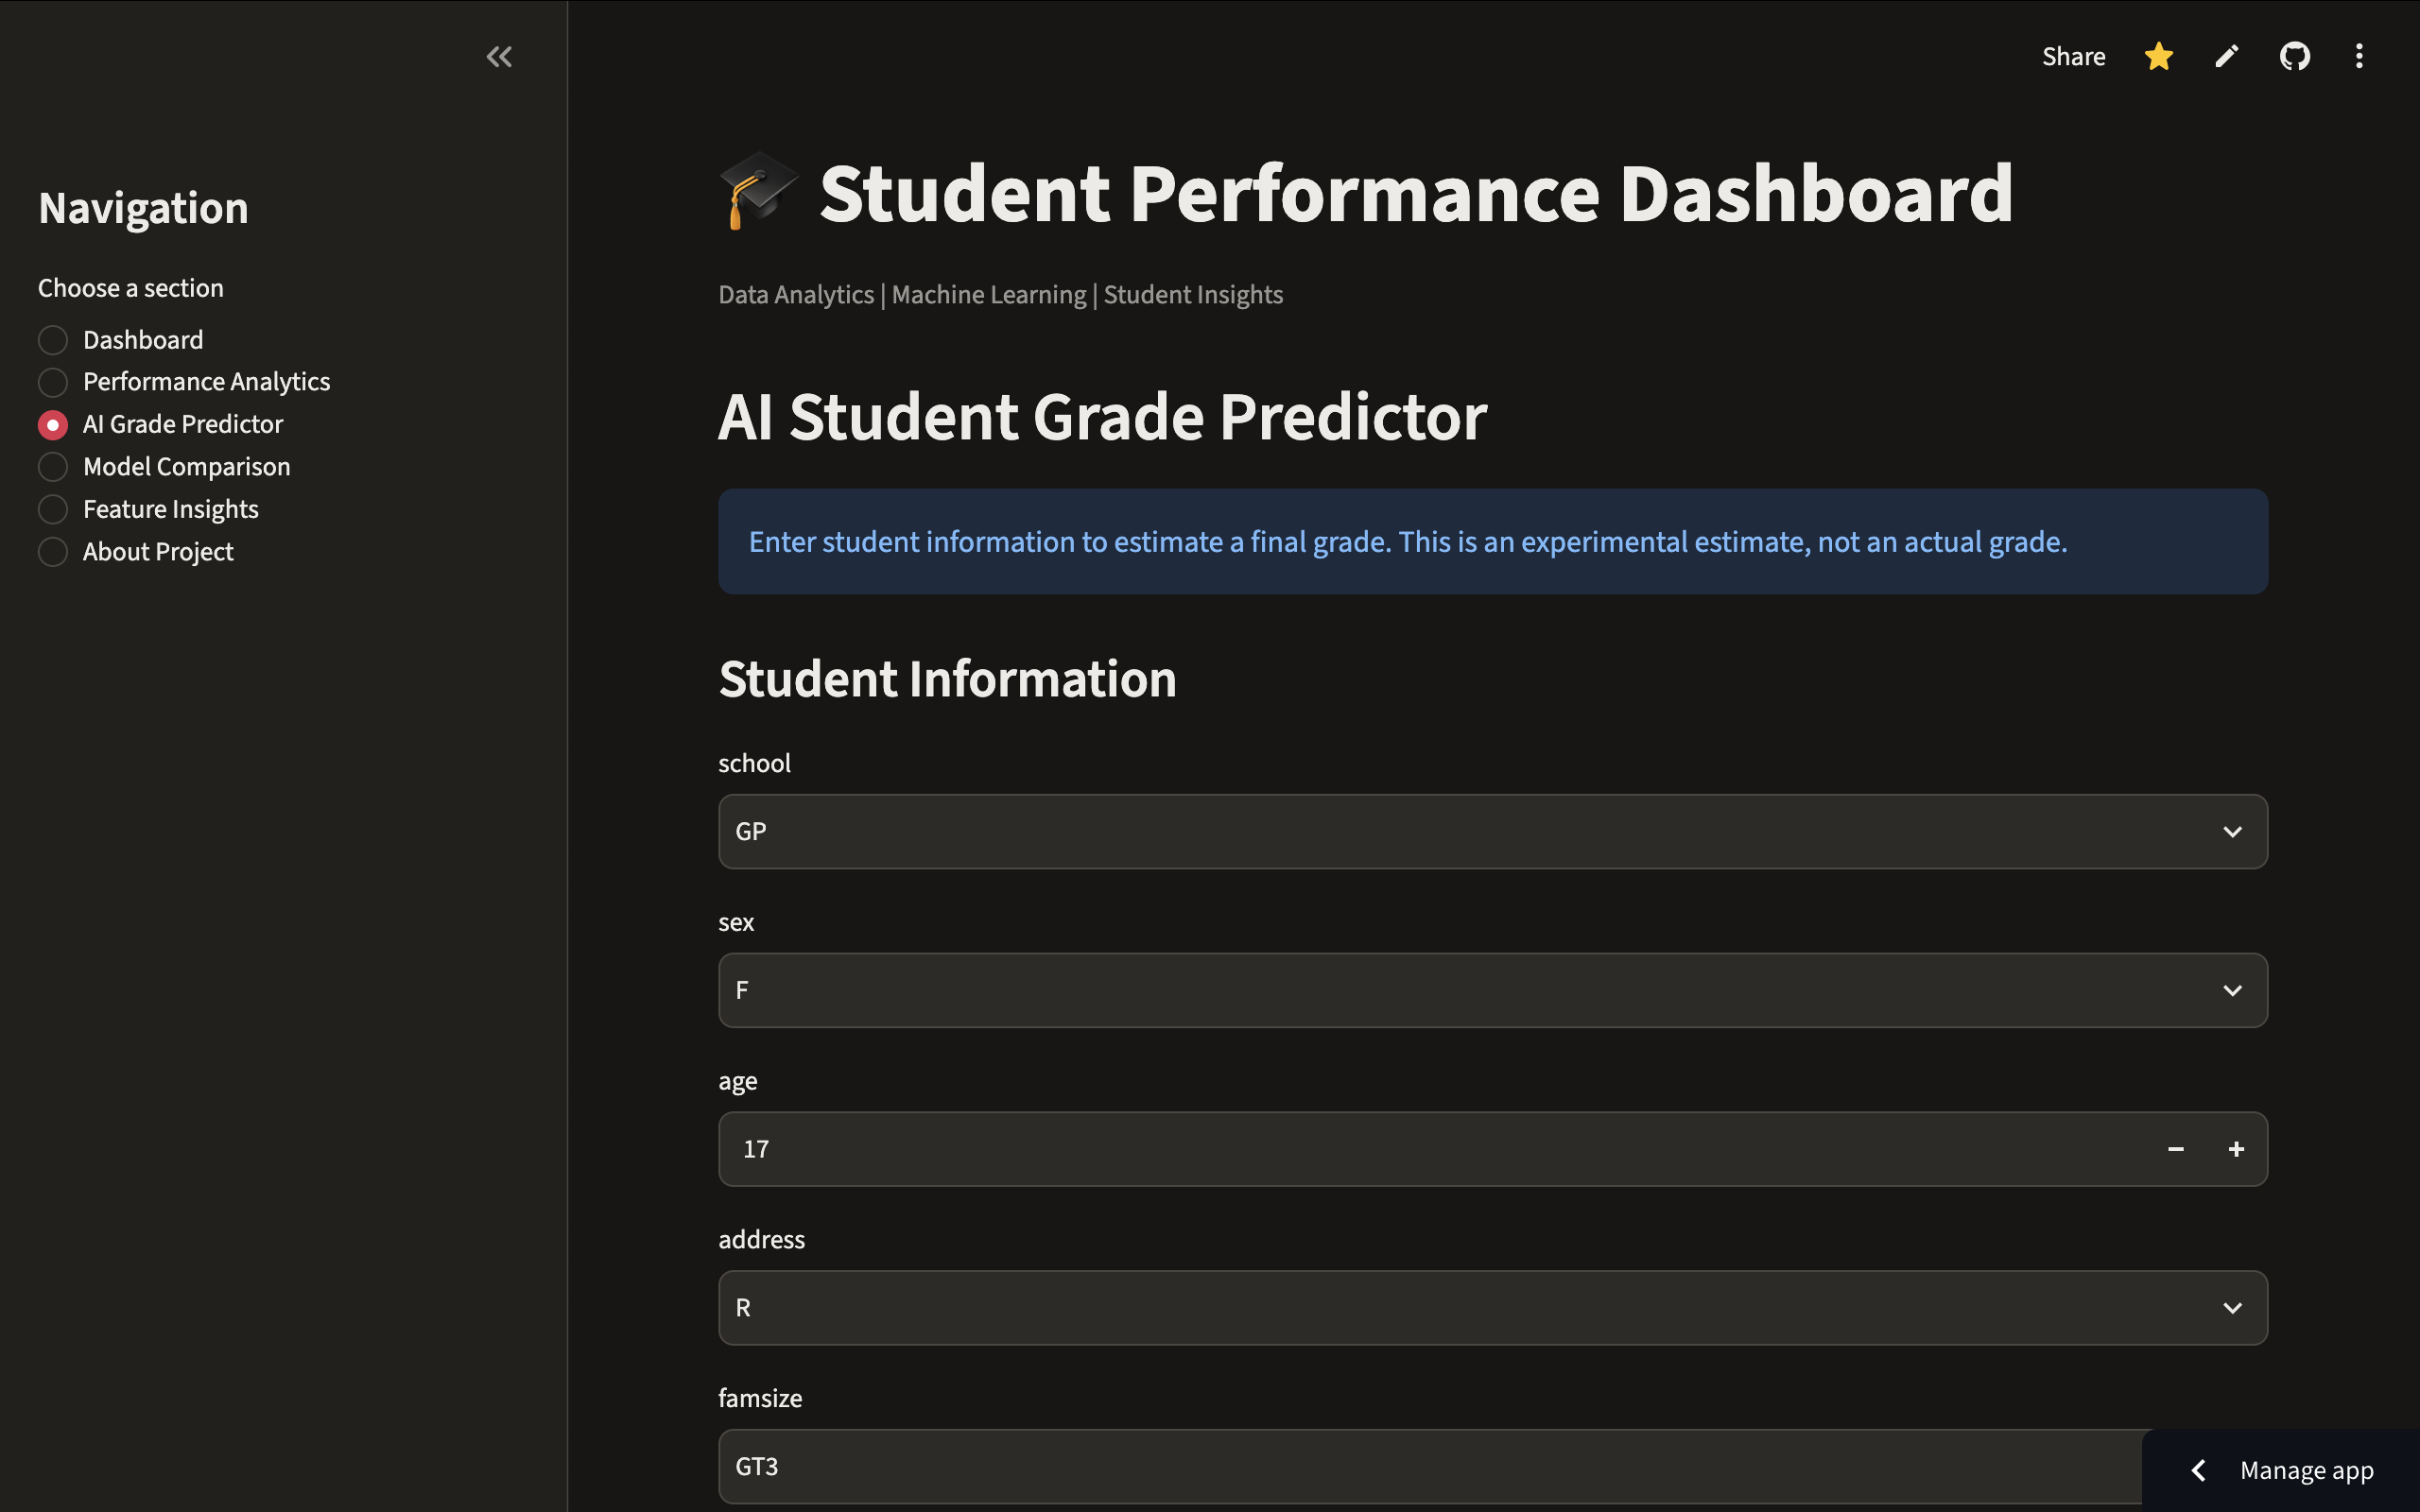 Share
Navigation
Choose a section
Dashboard
Performance Analytics
AI Grade Predictor
Model Comparison
Feature Insights
About Project
Student Performance Dashboard
Data Analytics | Machine Learning | Student Insights
AI Student Grade Predictor
Enter student information to estimate a final grade. This is an experimental estimate, not an actual grade.
Student Information
school
GP
sex
F
age
17
address
R
famsize
GT3
Manage app